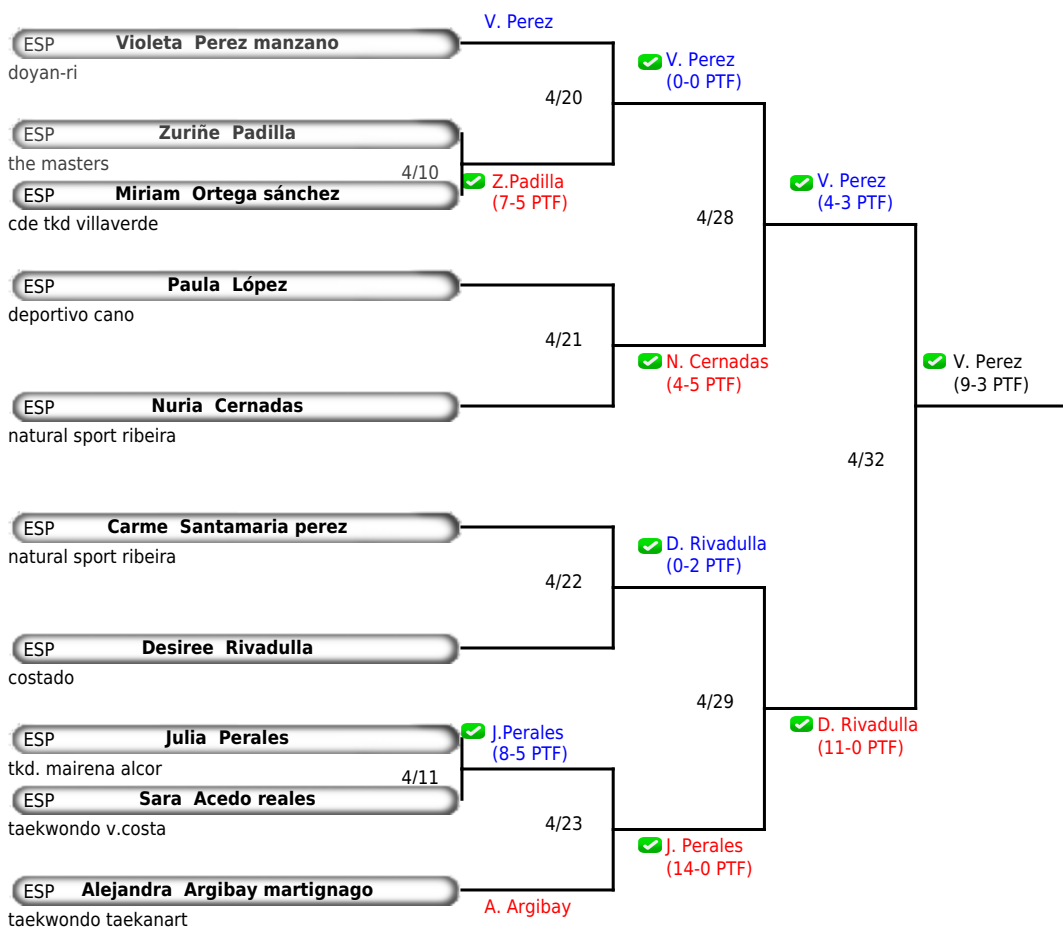 V. Perez
ESP Violeta Perez manzano
doyan-ri
V. Perez
(0-0 PTF)
4/20
ESP Zuriñe Padilla
the masters
4/10
Z.Padilla
(7-5 PTF)
ESP Miriam Ortega sánchez
cde tkd villaverde
V. Perez
(4-3 PTF)
4/28
ESP Paula López
deportivo cano
4/21
N. Cernadas
(4-5 PTF)
V. Perez
(9-3 PTF)
ESP Nuria Cernadas
natural sport ribeira
4/32
ESP Carme Santamaria perez
natural sport ribeira
D. Rivadulla
(0-2 PTF)
4/22
ESP Desiree Rivadulla
costado
4/29
D. Rivadulla
(11-0 PTF)
ESP Julia Perales
tkd. mairena alcor
J.Perales
(8-5 PTF)
4/11
ESP Sara Acedo reales
taekwondo v.costa
4/23
J. Perales
(14-0 PTF)
ESP Alejandra Argibay martignago
taekwondo taekanart
A. Argibay